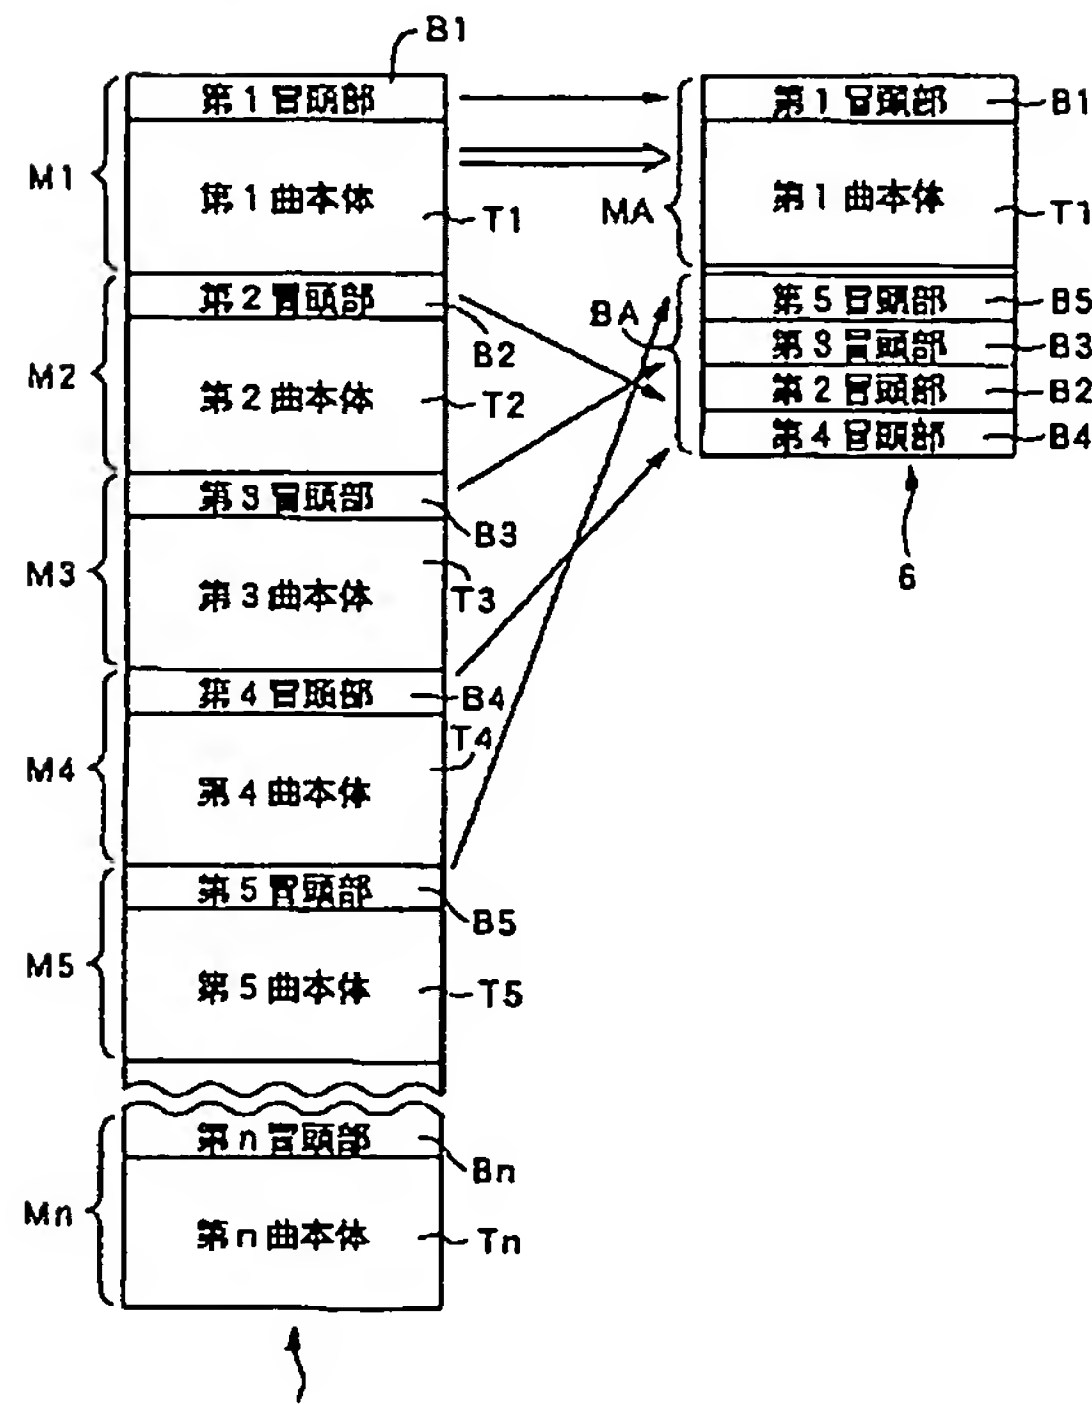 B1
第1冒頭部
M1
第1曲本体
T1
第2冒頭部
B2
M2
第2曲本体
T2
第3冒頭部
B3
M3
第3曲本体
T3
第4冒頭部
B4
M4
第4曲本体
T4
第5冒頭部
B5
M5
第5曲本体
T5
第n冒頭部
Bn
Mn
第n曲本体
Tn
第1冒頭部
B1
MA
第1曲本体
T1
BA
第5冒頭部
B5
第3冒頭部
B3
第2冒頭部
B2
第4冒頭部
B4
6